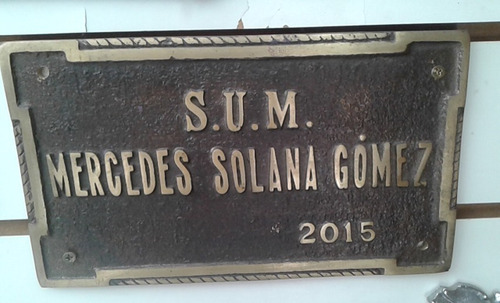 S.U.M.
MERCEDES SOLANA GÓMEZ
2015